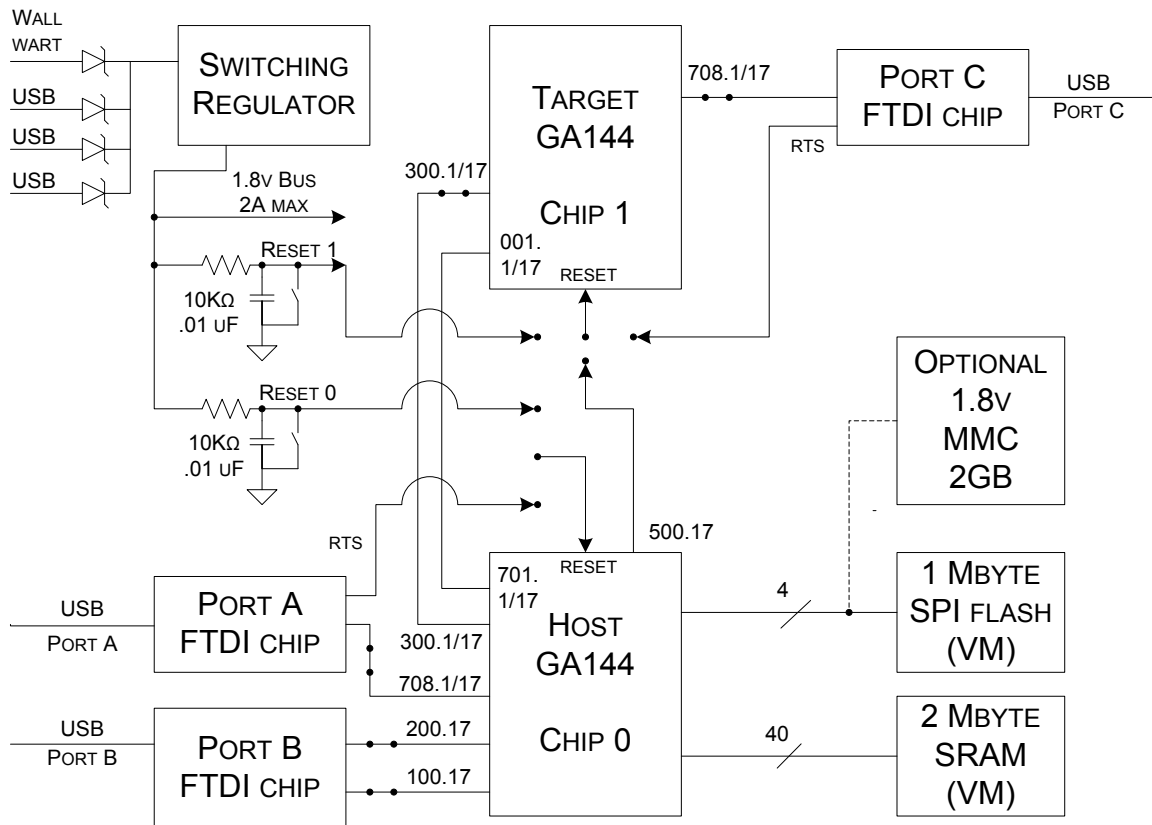 WALL
WART
USB
USB
USB
SWITCHING
REGULATOR
1.8V BUS
2A MAX
RESET 1
10KΩ
.01 UF
RESET 0
10KΩ
.01 UF
300.1/17
001.
1/17
TARGET
GA144
CHIP 1
RESET
708.1/17
PORT C
FTDI CHIP
RTS
USB
PORT C
OPTIONAL
1.8V
MMC
2GB
-
500.17
RTS
USB
PORT A
PORT A
FTDI CHIP
701.
1/17
300.1/17
708.1/17
RESET
HOST
GA144
CHIP 0
4
1 MBYTE
SPI FLASH
(VM)
USB
PORT B
PORT B
FTDI CHIP
200.17
100.17
40
2 MBYTE
SRAM
(VM)